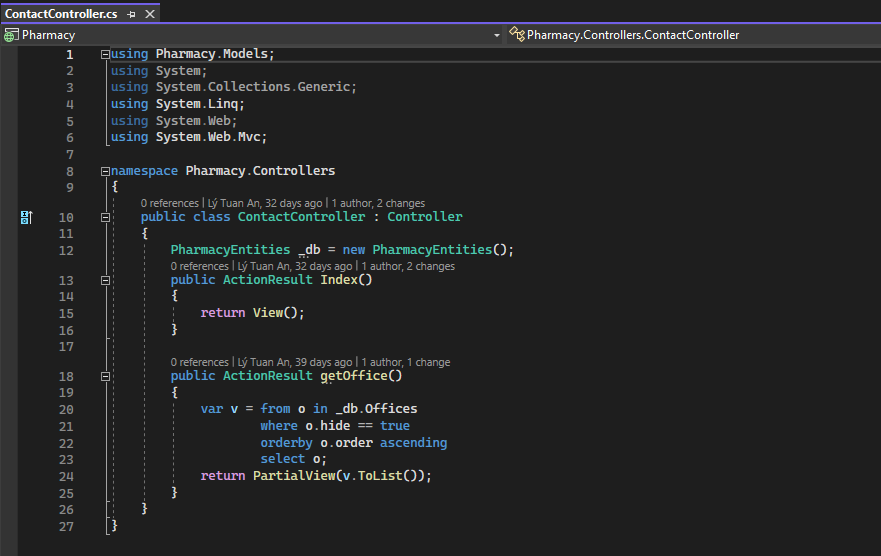 ContactController.cs
Pharmacy Pharmacy.Controllers.ContactController
1 using Pharmacy.Models;
2 using System;
3 using System.Collections.Generic;
4 using System.Linq;
5 using System.Web;
6 using System.Web.Mvc;
7
8 namespace Pharmacy.Controllers
9 {
0 references | Lý Tuan An, 32 days ago | 1 author, 2 changes
10 public class ContactController : Controller
11 {
12 PharmacyEntities _db = new PharmacyEntities();
0 references | Lý Tuan An, 32 days ago | 1 author, 2 changes
13 public ActionResult Index()
14 {
15 return View();
16 }
17
0 references | Lý Tuan An, 39 days ago | 1 author, 1 change
18 public ActionResult getOffice()
19 {
20 var v = from o in _db.Offices
21 where o.hide == true
22 orderby o.order ascending
23 select o;
24 return PartialView(v.ToList());
25 }
26 }
27 }